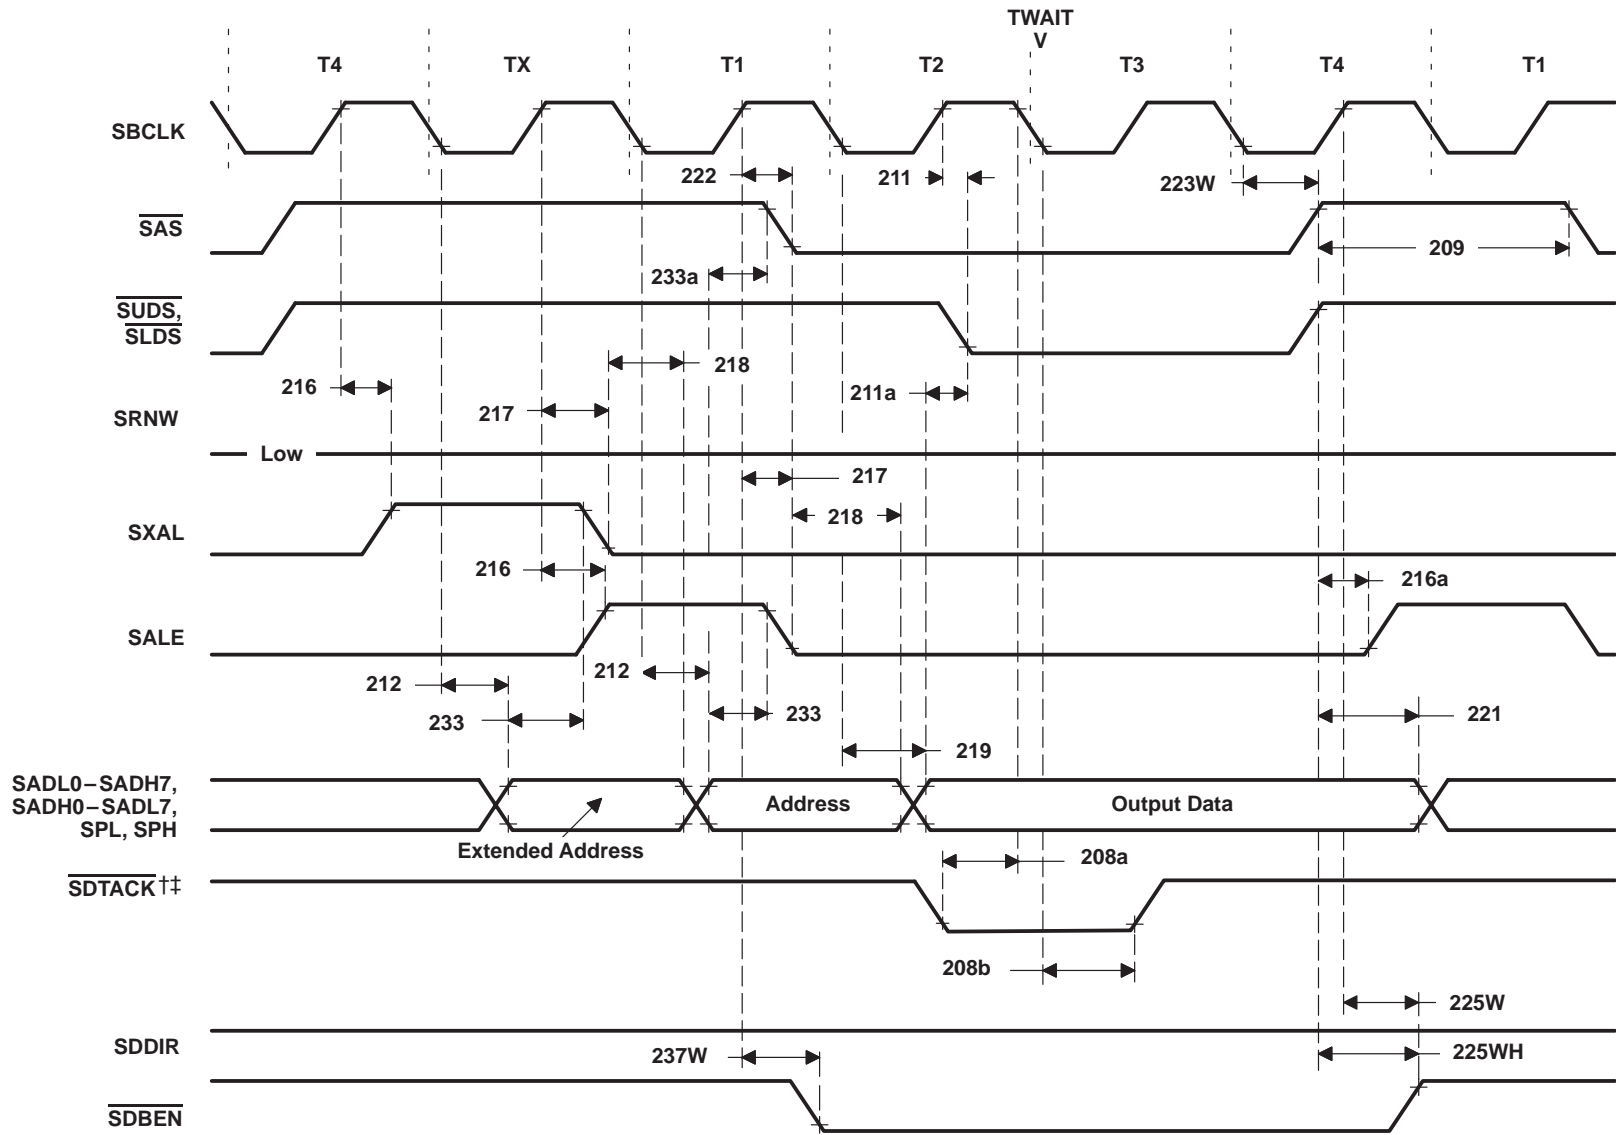 TWAIT
V
T4 TX T1 T2 T3 T4 T1
SBCLK
222 211 223W
SAS
209
233a
SUDS,
SLDS
218
216 211a
217
SRNW
Low
217
218
SXAL
216 216a
SALE
212 212
233 233 221
219
SADL0–SADH7,
SADH0–SADL7,
SPL, SPH
Address Output Data
Extended Address
208a
SDTACK†‡
208b
225W
SDDIR
237W 225WH
SDBEN